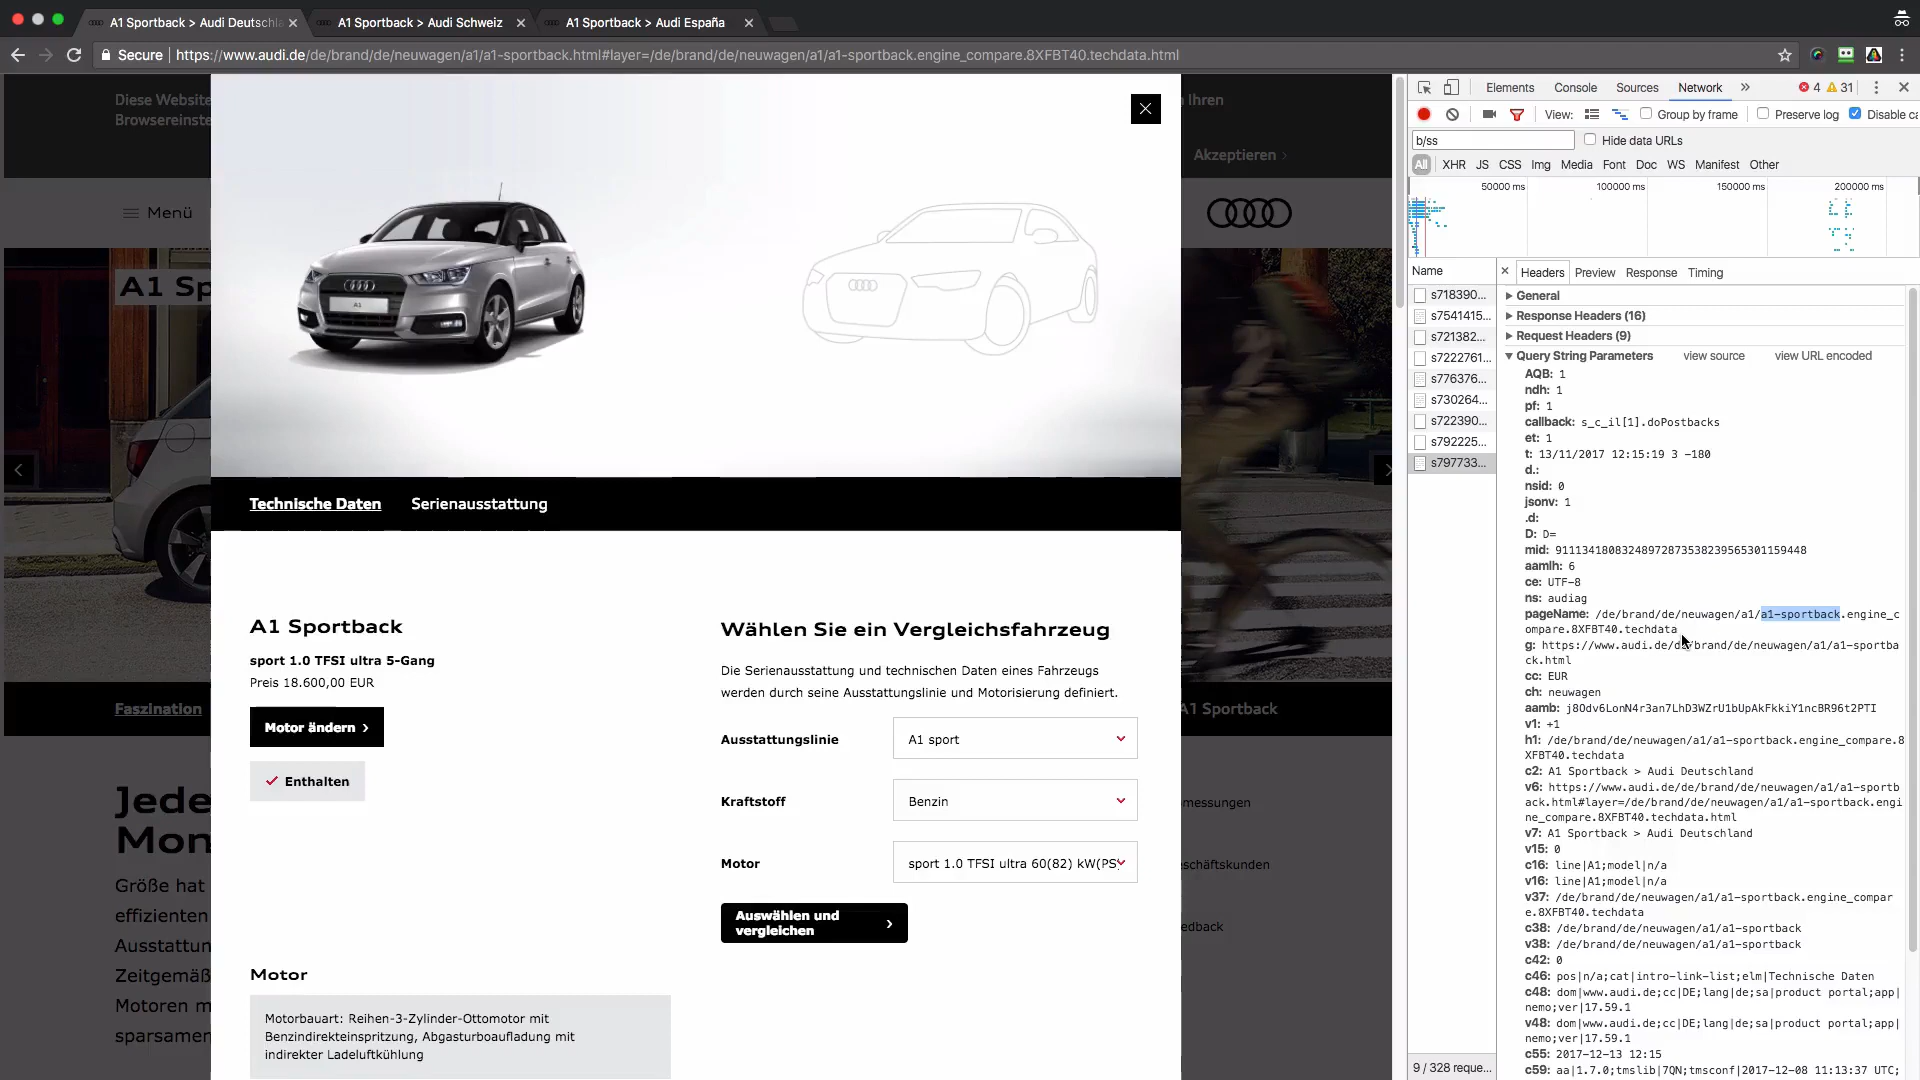 A1 Sportback > Audi Deutschla
A1 Sportback > Audi Schweiz
A1 Sportback > Audi España
Secure
https://www.audi.de/de/brand/de/neuwagen/a1/a1-sportback.html#layer=/de/brand/de/neuwagen/a1/a1-sportback.engine_compare.8XFBT40.techdata.html
Diese Website
Browsereinste
Ihren
Akzeptieren
Menü
A1 Sp
A1
Technische Daten
Serienausstattung
Faszination
A1 Sportback
A1 Sportback
sport 1.0 TFSI ultra 5-Gang
Preis 18.600,00 EUR
Motor ändern
Enthalten
Wählen Sie ein Vergleichsfahrzeug
Die Serienausstattung und technischen Daten eines Fahrzeugs
werden durch seine Ausstattungslinie und Motorisierung definiert.
Ausstattungslinie
A1 sport
Kraftstoff
Benzin
Motor
sport 1.0 TFSI ultra 60(82) kW(PS)
Auswählen und
vergleichen
Motor
Motorbauart: Reihen-3-Zylinder-Ottomotor mit
Benzindirekteinspritzung, Abgasturboaufladung mit
indirekter Ladeluftkühlung
Jede
Mon
Größe hat
effizienten
Ausstattun
Zeitgemäß
Motoren m
sparsamen
messungen
eschäftskunden
edback
Elements
Console
Sources
Network
4
31
View:
Group by frame
Preserve log
Disable ca
b/ss
Hide data URLs
All XHR JS CSS Img Media Font Doc WS Manifest Other
50000 ms
100000 ms
150000 ms
200000 ms
Name
s718390...
s7541415...
s721382...
s7222761...
s776376...
s730264...
s722390...
s792225...
s797733...
9 / 328 reque...
Headers Preview Response Timing
General
Response Headers (16)
Request Headers (9)
Query String Parameters view source view URL encoded
AQB: 1
ndh: 1
pf: 1
callback: s_c_il[1].doPostbacks
et: 1
t: 13/11/2017 12:15:19 3 -180
d.:
nsid: 0
jsonv: 1
.d:
D: D=
mid: 91113418083248972873538239565301159448
aamlh: 6
ce: UTF-8
ns: audiag
pageName: /de/brand/de/neuwagen/a1/a1-sportback.engine_c
ompare.8XFBT40.techdata
g: https://www.audi.de/de/brand/de/neuwagen/a1/a1-sportba
ck.html
cc: EUR
ch: neuwagen
aamb: j8Odv6LonN4r3an7LhD3WZrU1bUpAkFkkiY1ncBR96t2PTI
v1: +1
h1: /de/brand/de/neuwagen/a1/a1-sportback.engine_compare.8
XFBT40.techdata
c2: A1 Sportback > Audi Deutschland
v6: https://www.audi.de/de/brand/de/neuwagen/a1/a1-sportb
ack.html#layer=/de/brand/de/neuwagen/a1/a1-sportback.engi
ne_compare.8XFBT40.techdata.html
v7: A1 Sportback > Audi Deutschland
v15: 0
c16: line|A1;model|n/a
v16: line|A1;model|n/a
v37: /de/brand/de/neuwagen/a1/a1-sportback.engine_compar
e.8XFBT40.techdata
c38: /de/brand/de/neuwagen/a1/a1-sportback
v38: /de/brand/de/neuwagen/a1/a1-sportback
c42: 0
c46: pos|n/a;cat|intro-link-list;elm|Technische Daten
c48: dom|www.audi.de;cc|DE;lang|de;sa|product portal;app|
nemo;ver|17.59.1
v48: dom|www.audi.de;cc|DE;lang|de;sa|product portal;app|
nemo;ver|17.59.1
c55: 2017-12-13 12:15
c59: aa|1.7.0;tmslib|7QN;tmsconf|2017-12-08 11:13:37 UTC;